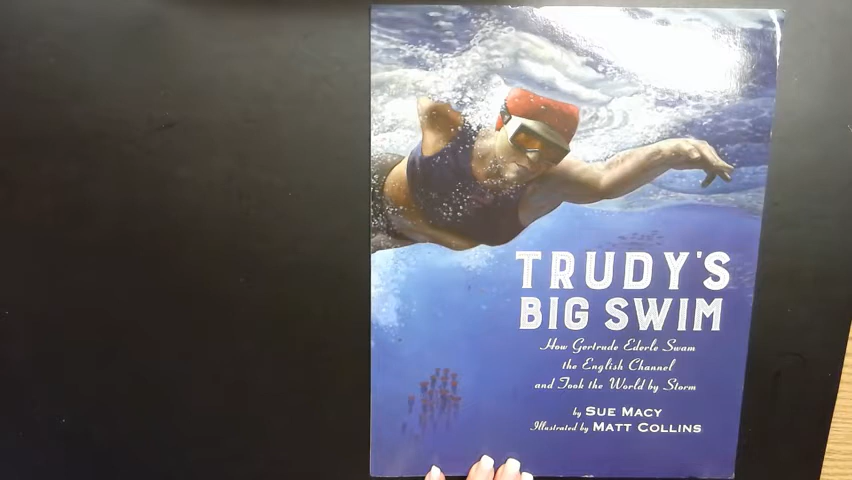 TRUDY'S
BIG SWIM
How Gertrude Ederle Swam
the English Channel
and Took the World by Storm
by SUE MACY
Illustrated by MATT COLLINS